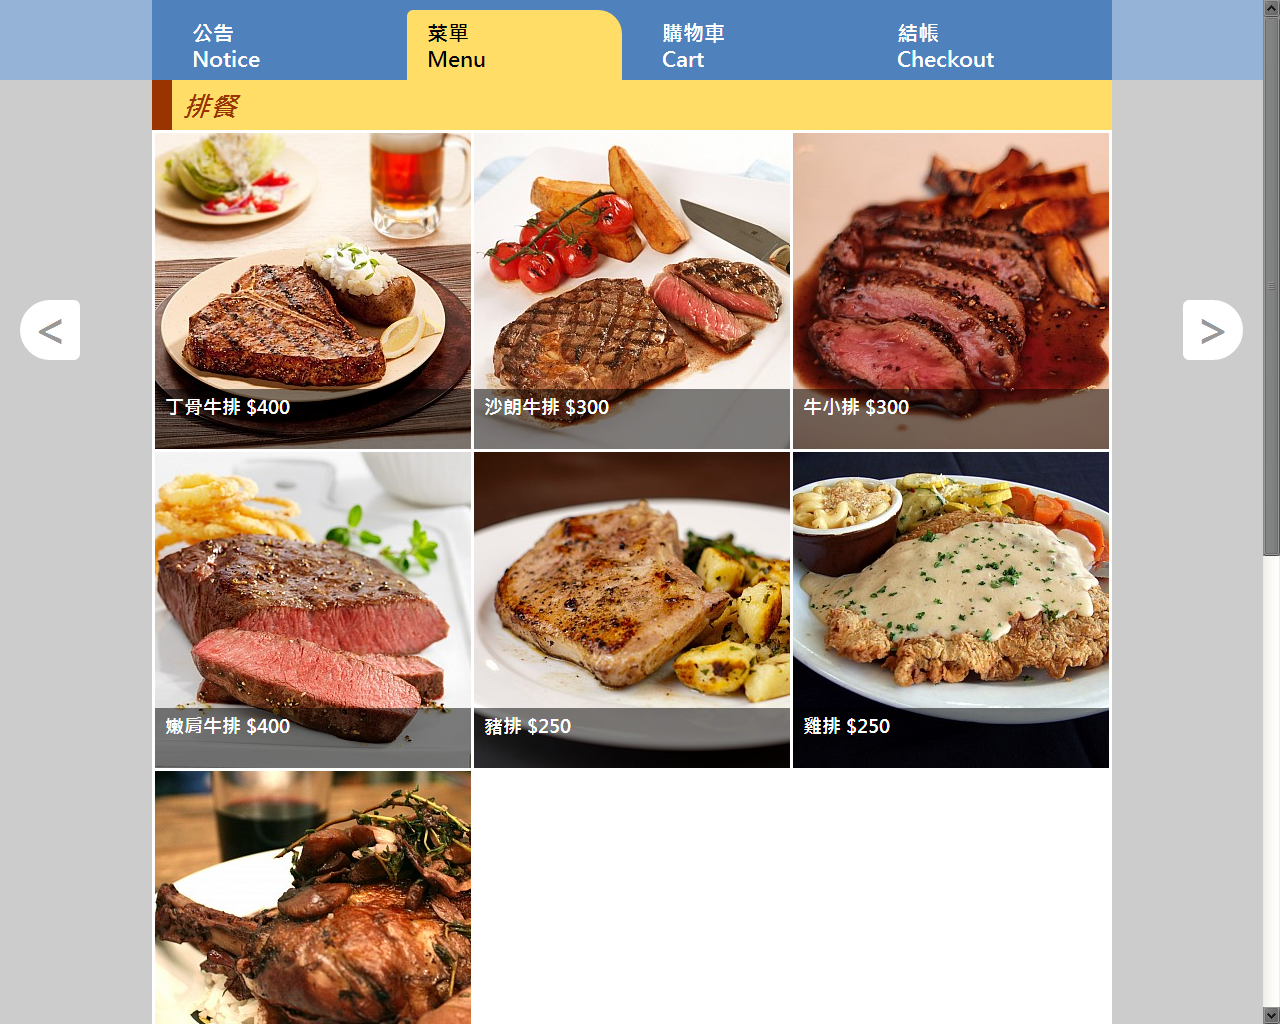 公告
Notice
菜單
Menu
購物車
Cart
結帳
Checkout
排餐
<
>
丁骨牛排 $400
沙朗牛排 $300
牛小排 $300
嫩肩牛排 $400
豬排 $250
雞排 $250